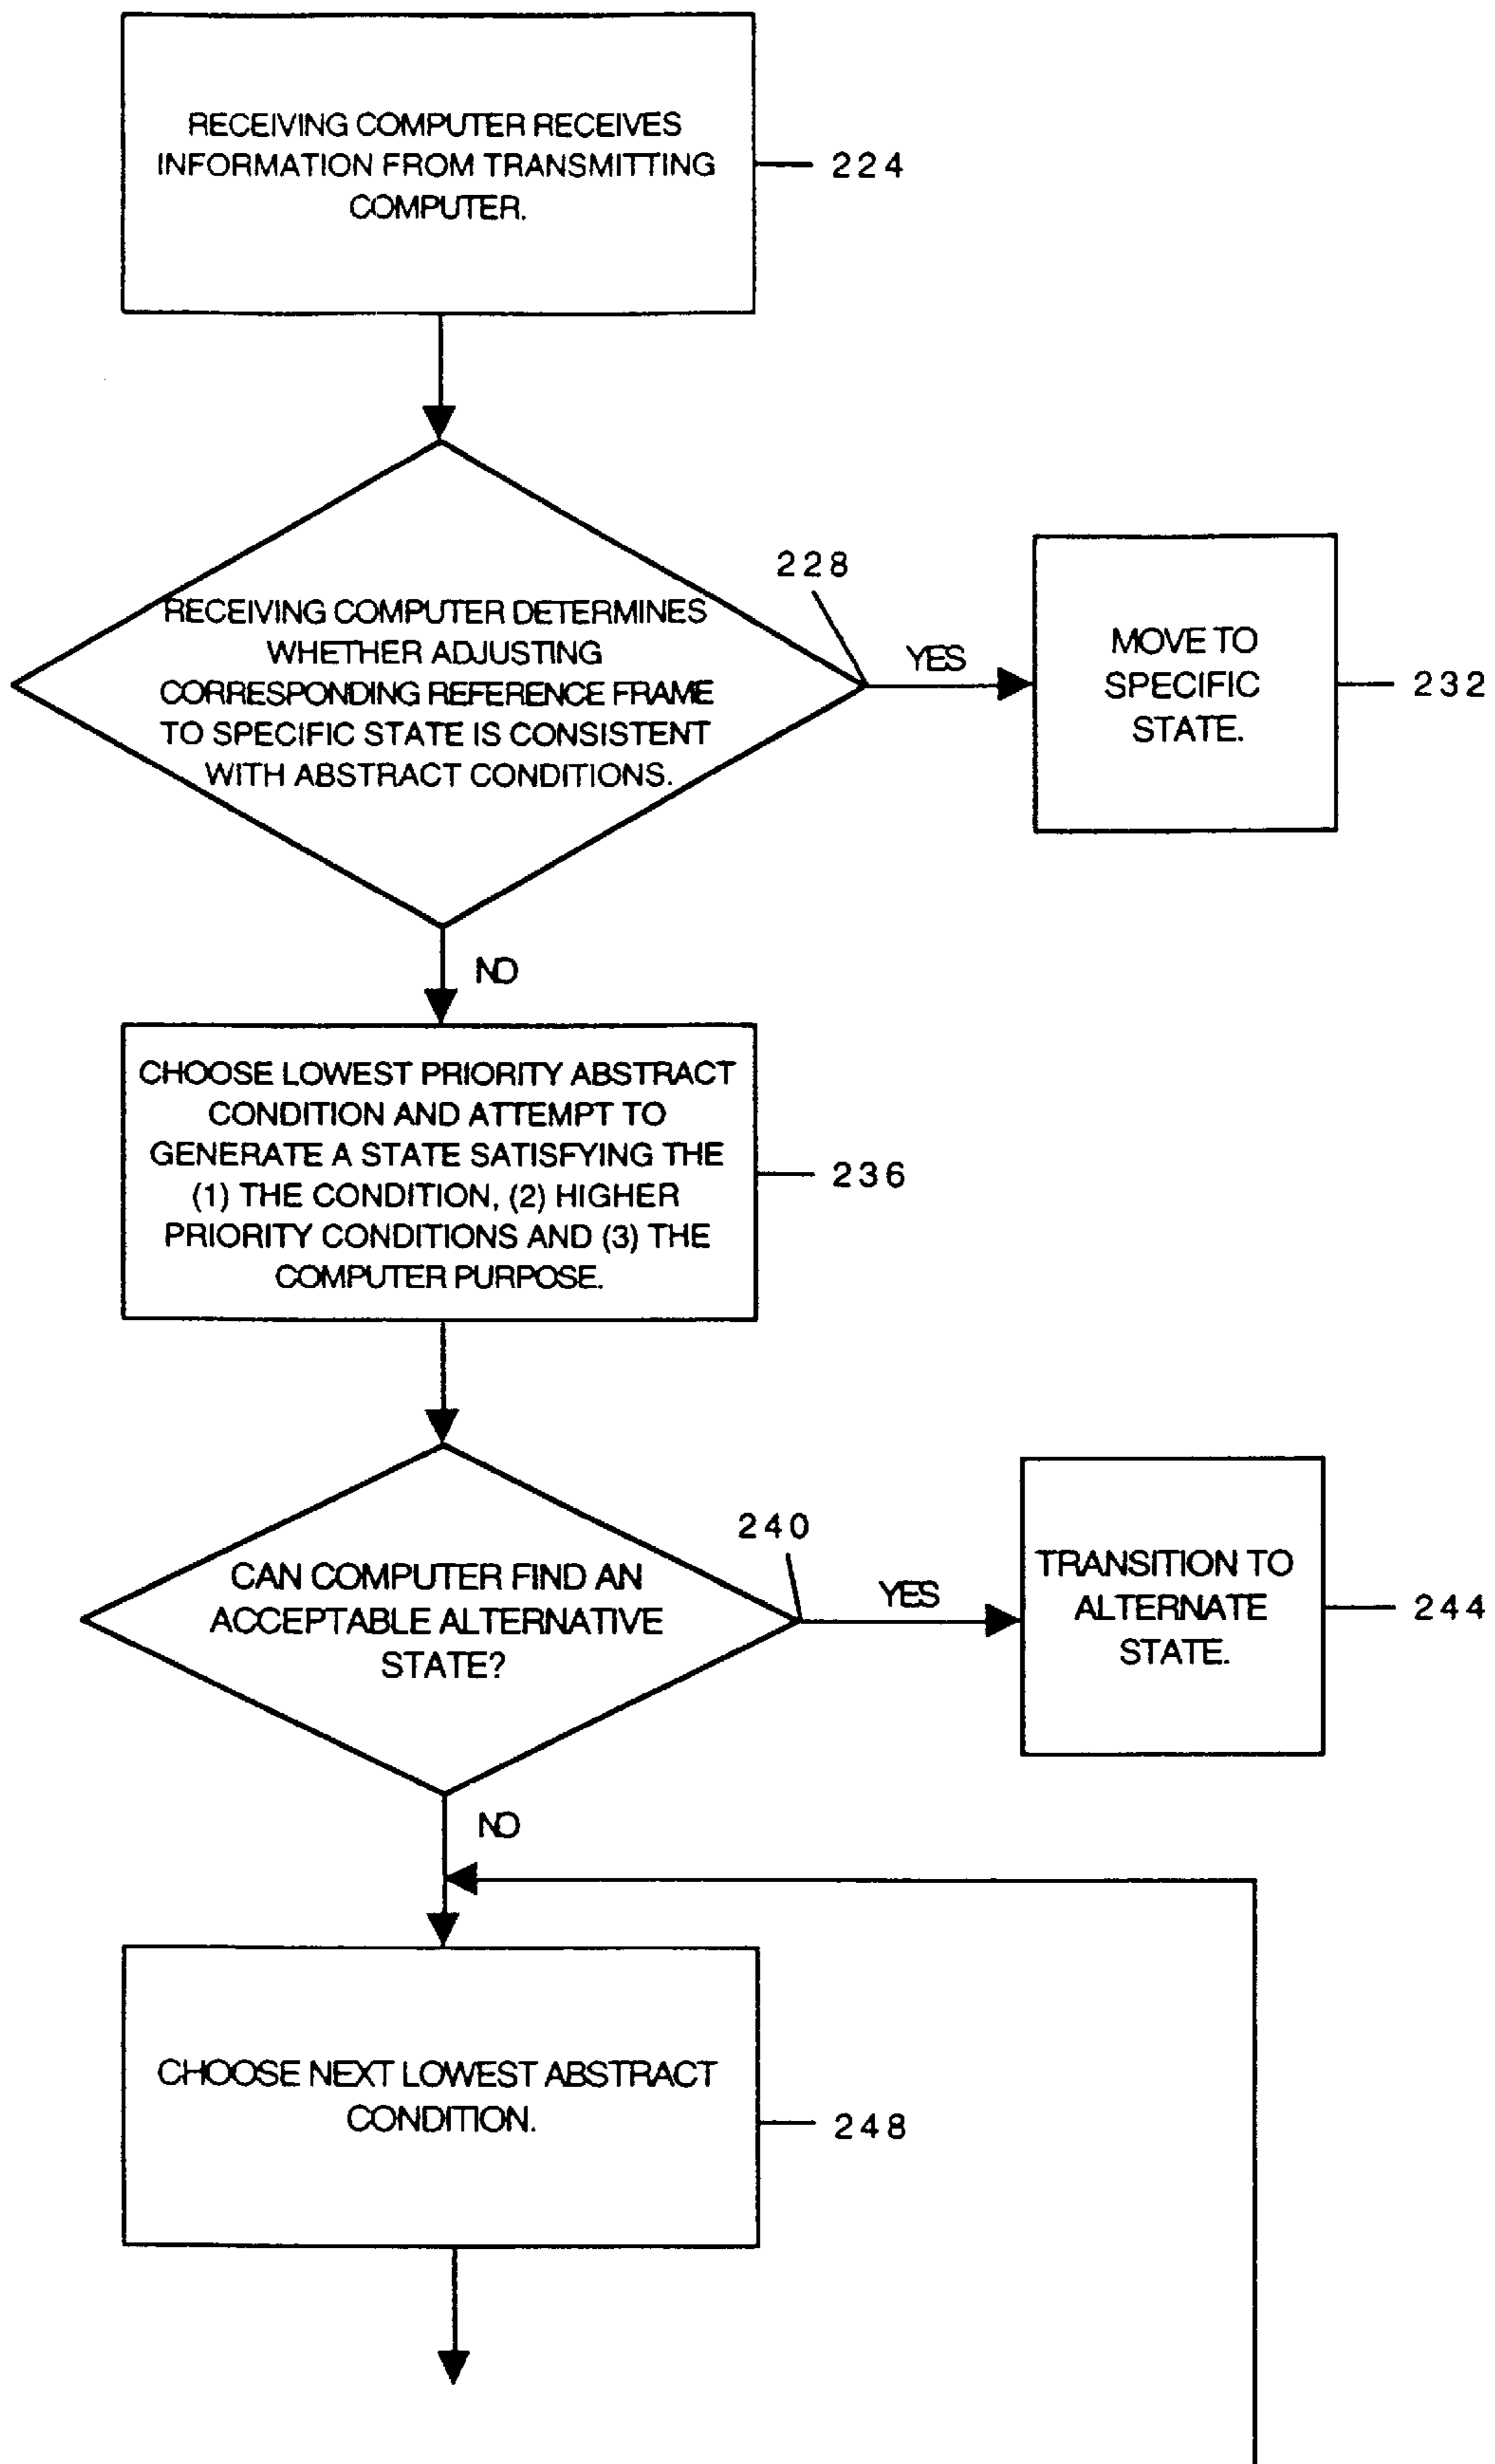 RECEIVING COMPUTER RECEIVES
INFORMATION FROM TRANSMITTING
COMPUTER.
224
228
RECEIVING COMPUTER DETERMINES
WHETHER ADJUSTING
CORRESPONDING REFERENCE FRAME
TO SPECIFIC STATE IS CONSISTENT
WITH ABSTRACT CONDITIONS.
YES
MOVE TO
SPECIFIC
STATE.
232
NO
CHOOSE LOWEST PRIORITY ABSTRACT
CONDITION AND ATTEMPT TO
GENERATE A STATE SATISFYING THE
(1) THE CONDITION, (2) HIGHER
PRIORITY CONDITIONS AND (3) THE
COMPUTER PURPOSE.
236
240
CAN COMPUTER FIND AN
ACCEPTABLE ALTERNATIVE
STATE?
YES
TRANSITION TO
ALTERNATE
STATE.
244
NO
CHOOSE NEXT LOWEST ABSTRACT
CONDITION.
248